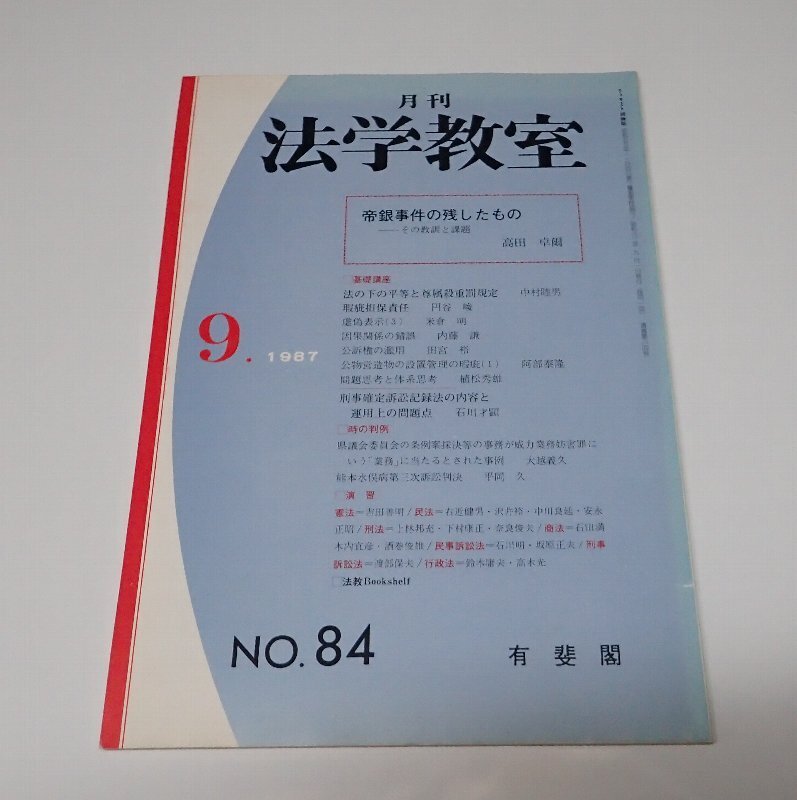 月刊
法学教室
帝銀事件の残したもの
――その教訓と課題
高田 卓爾
□基礎講座
法の下の平等と尊属殺重罰規定 中村睦男
瑕疵担保責任 円谷 峻
虚偽表示(3) 米倉 明
因果関係の錯誤 内藤 謙
公訴権の濫用 田宮 裕
公物営造物の設置管理の瑕疵(1) 阿部泰隆
問題思考と体系思考 植松秀雄
刑事確定訴訟記録法の内容と
運用上の問題点 石川才顕
□時の判例
県議会委員会の条例案採決等の事務が威力業務妨害罪に
いう「業務」に当たるとされた事例 大越義久
熊本水俣病第三次訴訟判決 平岡 久
□演習
憲法=吉田善明/民法=右近健男・沢井裕・中川良延・安永
正昭/刑法=上林邦充・下村康正・奈良俊夫/商法=石田満
木内宜彦・酒巻俊雄/民事訴訟法=石川明・坂原正夫/刑事
訴訟法=渡部保夫/行政法=鈴木庸夫・高木光
□法教Bookshelf
9. 1987
NO. 84
有斐閣